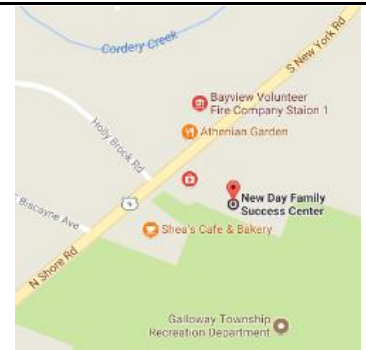 Cordery Creek
S New York Rd
Bayview Volunteer
Fire Company Staion 1
Athenian Garden
Holly Brook Rd
New Day Family
Success Center
Biscayne Ave
9
Shea's Cafe & Bakery
N Shore Rd
Galloway Township
Recreation Department